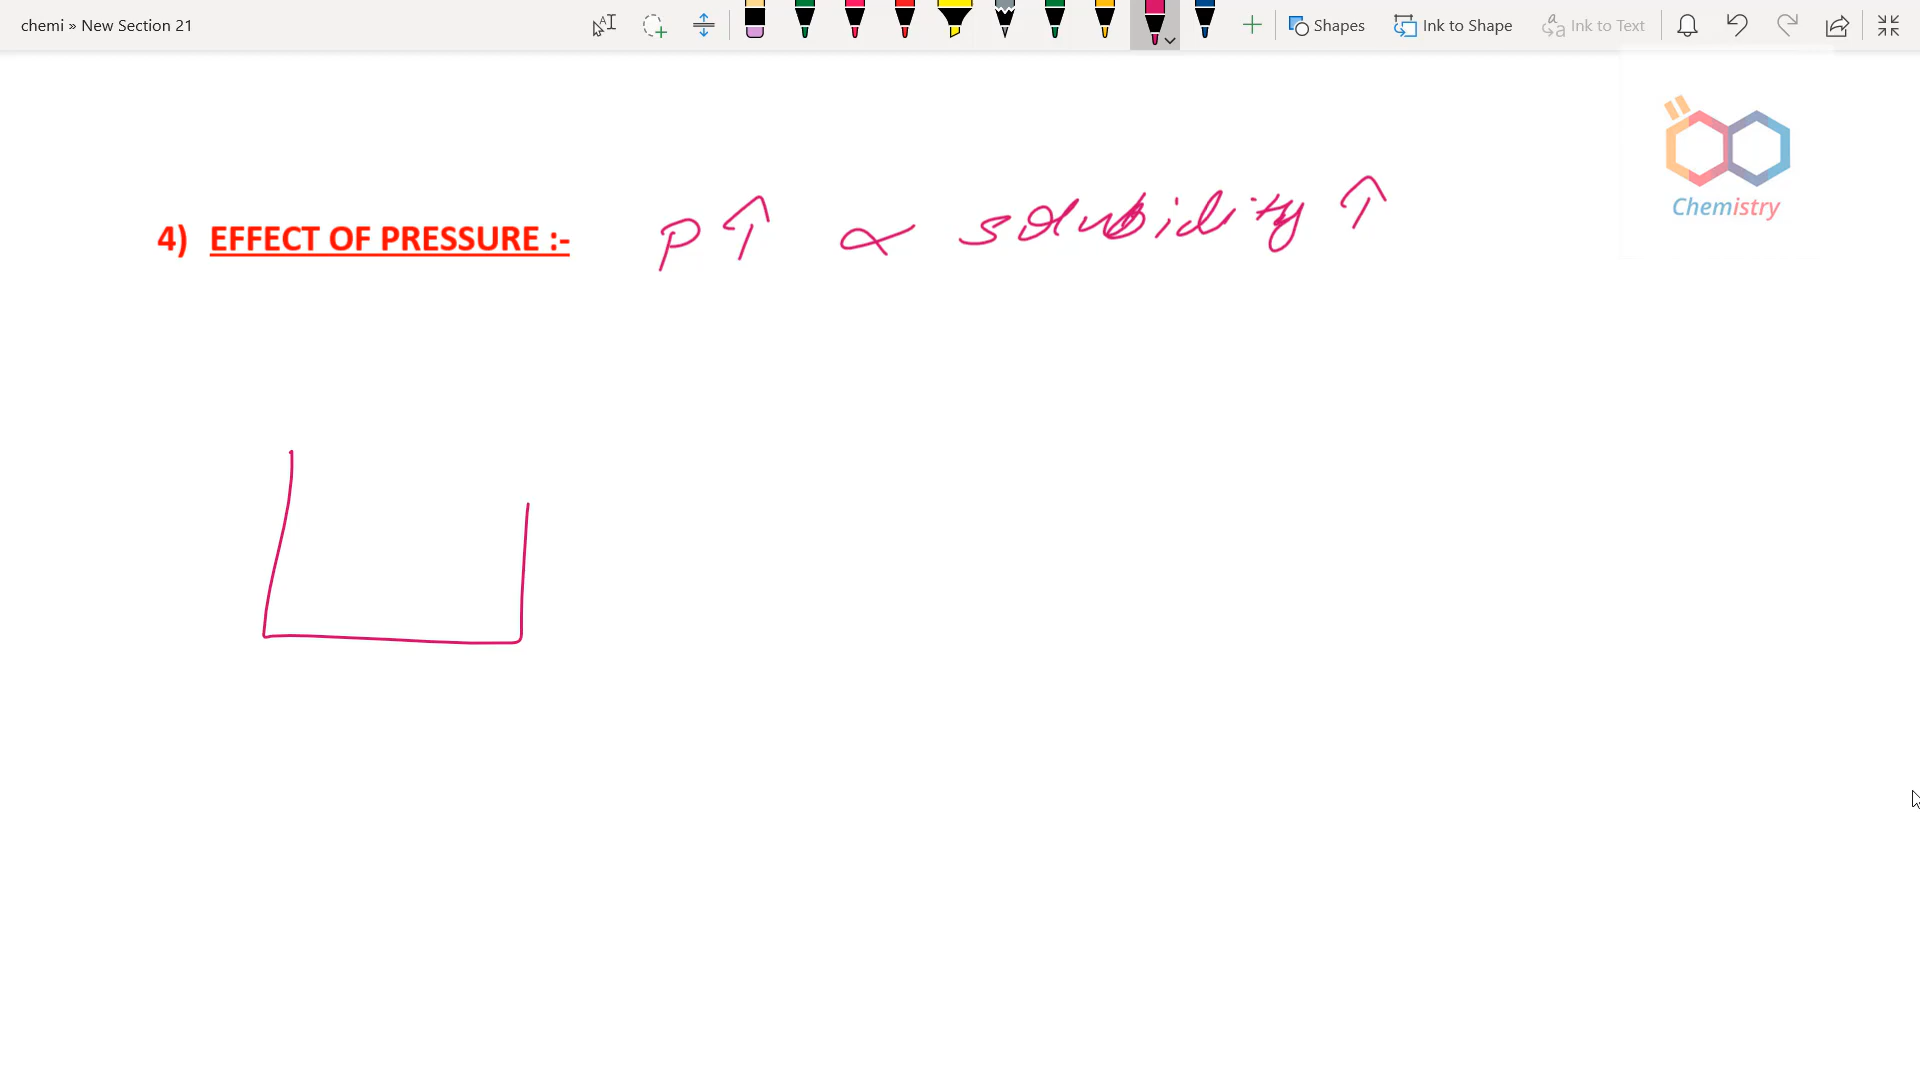 chemi » New Section 21
Shapes
Ink to Shape
Ink to Text
Chemistry
4) EFFECT OF PRESSURE :- P ↑ ∝ solubility ↑